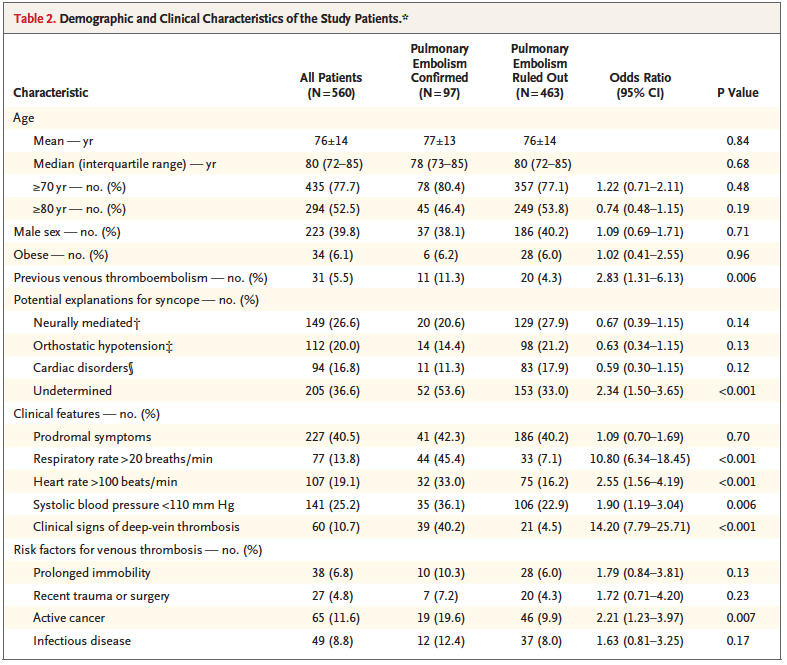 Table 2. Demographic and Clinical Characteristics of the Study Patients.*
Characteristic All Patients (N=560) Pulmonary Embolism Confirmed (N=97) Pulmonary Embolism Ruled Out (N=463) Odds Ratio (95% CI) P Value
Age
Mean — yr 76±14 77±13 76±14 0.84
Median (interquartile range) — yr 80 (72–85) 78 (73–85) 80 (72–85) 0.68
≥70 yr — no. (%) 435 (77.7) 78 (80.4) 357 (77.1) 1.22 (0.71–2.11) 0.48
≥80 yr — no. (%) 294 (52.5) 45 (46.4) 249 (53.8) 0.74 (0.48–1.15) 0.19
Male sex — no. (%) 223 (39.8) 37 (38.1) 186 (40.2) 1.09 (0.69–1.71) 0.71
Obese — no. (%) 34 (6.1) 6 (6.2) 28 (6.0) 1.02 (0.41–2.55) 0.96
Previous venous thromboembolism — no. (%) 31 (5.5) 11 (11.3) 20 (4.3) 2.83 (1.31–6.13) 0.006
Potential explanations for syncope — no. (%)
Neurally mediated† 149 (26.6) 20 (20.6) 129 (27.9) 0.67 (0.39–1.15) 0.14
Orthostatic hypotension‡ 112 (20.0) 14 (14.4) 98 (21.2) 0.63 (0.34–1.15) 0.13
Cardiac disorders§ 94 (16.8) 11 (11.3) 83 (17.9) 0.59 (0.30–1.15) 0.12
Undetermined 205 (36.6) 52 (53.6) 153 (33.0) 2.34 (1.50–3.65) <0.001
Clinical features — no. (%)
Prodromal symptoms 227 (40.5) 41 (42.3) 186 (40.2) 1.09 (0.70–1.69) 0.70
Respiratory rate >20 breaths/min 77 (13.8) 44 (45.4) 33 (7.1) 10.80 (6.34–18.45) <0.001
Heart rate >100 beats/min 107 (19.1) 32 (33.0) 75 (16.2) 2.55 (1.56–4.19) <0.001
Systolic blood pressure <110 mm Hg 141 (25.2) 35 (36.1) 106 (22.9) 1.90 (1.19–3.04) 0.006
Clinical signs of deep-vein thrombosis 60 (10.7) 39 (40.2) 21 (4.5) 14.20 (7.79–25.71) <0.001
Risk factors for venous thrombosis — no. (%)
Prolonged immobility 38 (6.8) 10 (10.3) 28 (6.0) 1.79 (0.84–3.81) 0.13
Recent trauma or surgery 27 (4.8) 7 (7.2) 20 (4.3) 1.72 (0.71–4.20) 0.23
Active cancer 65 (11.6) 19 (19.6) 46 (9.9) 2.21 (1.23–3.97) 0.007
Infectious disease 49 (8.8) 12 (12.4) 37 (8.0) 1.63 (0.81–3.25) 0.17